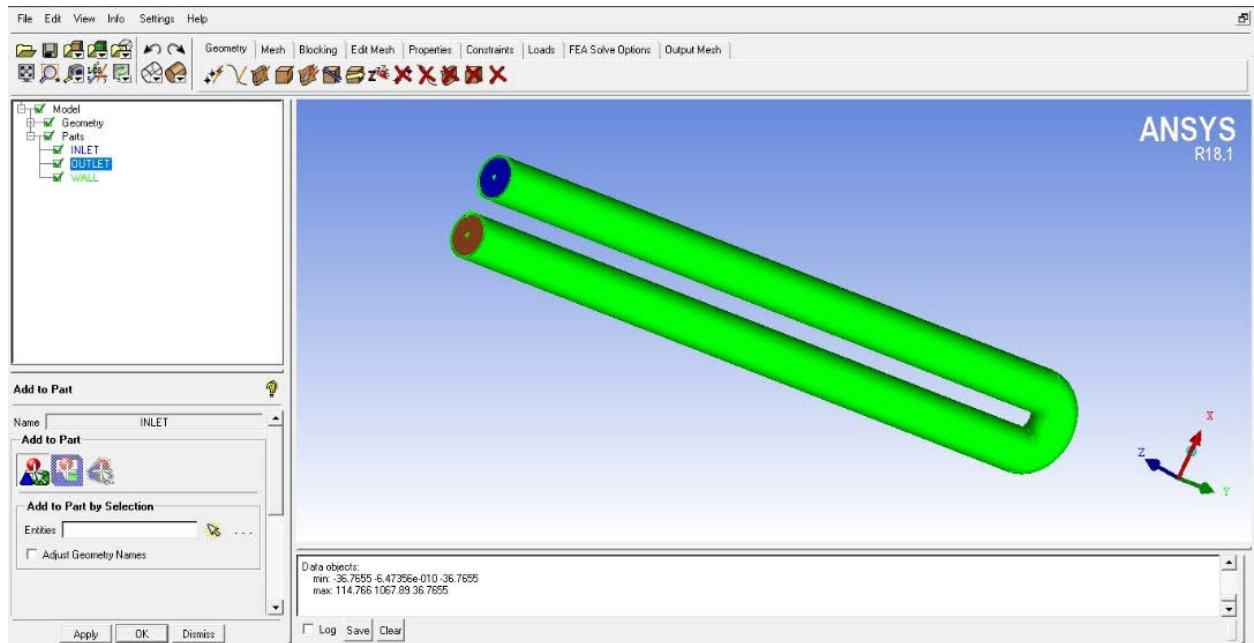 File Edit View Info Settings Help
Geometry Mesh Blocking Edit Mesh Properties Constraints Loads FEA Solve Options Output Mesh
Model
Geometry
Parts
INLET
OUTLET
WALL
ANSYS
R18.1
Add to Part
Name INLET
Add to Part
Add to Part by Selection
Entities ...
Adjust Geometry Names
Apply OK Dismiss
X
Z
Y
Data objects:
min: -36.7655 -6.47356e-010 -36.7655
max: 114.766 1067.89 36.7655
Log Save Clear